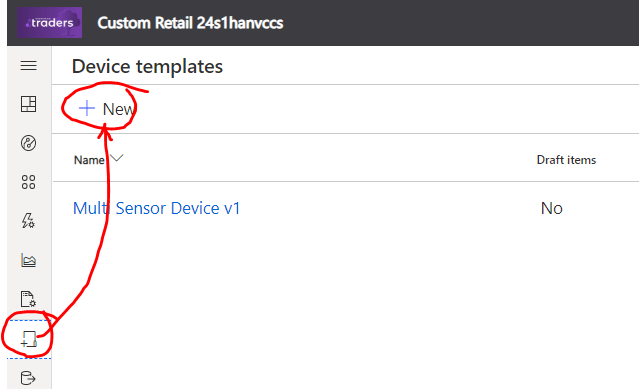 traders
Custom Retail 24s1hanvccs
Device templates
+ New
Name
Draft items
Multi Sensor Device v1
No